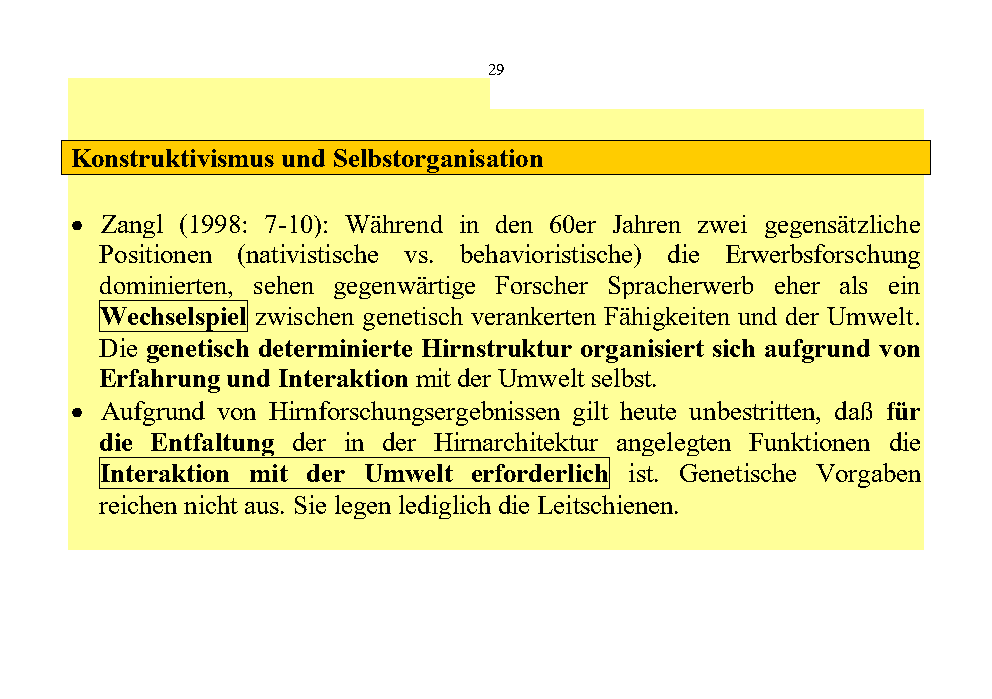 29
Konstruktivismus und Selbstorganisation
• Zangl (1998: 7-10): Während in den 60er Jahren zwei gegensätzliche
Positionen (nativistische vs. behavioristische) die Erwerbsforschung
dominierten, sehen gegenwärtige Forscher Spracherwerb eher als ein
Wechselspiel zwischen genetisch verankerten Fähigkeiten und der Umwelt.
Die genetisch determinierte Hirnstruktur organisiert sich aufgrund von
Erfahrung und Interaktion mit der Umwelt selbst.
• Aufgrund von Hirnforschungsergebnissen gilt heute unbestritten, daß für
die Entfaltung der in der Hirnarchitektur angelegten Funktionen die
Interaktion mit der Umwelt erforderlich ist. Genetische Vorgaben
reichen nicht aus. Sie legen lediglich die Leitschienen.